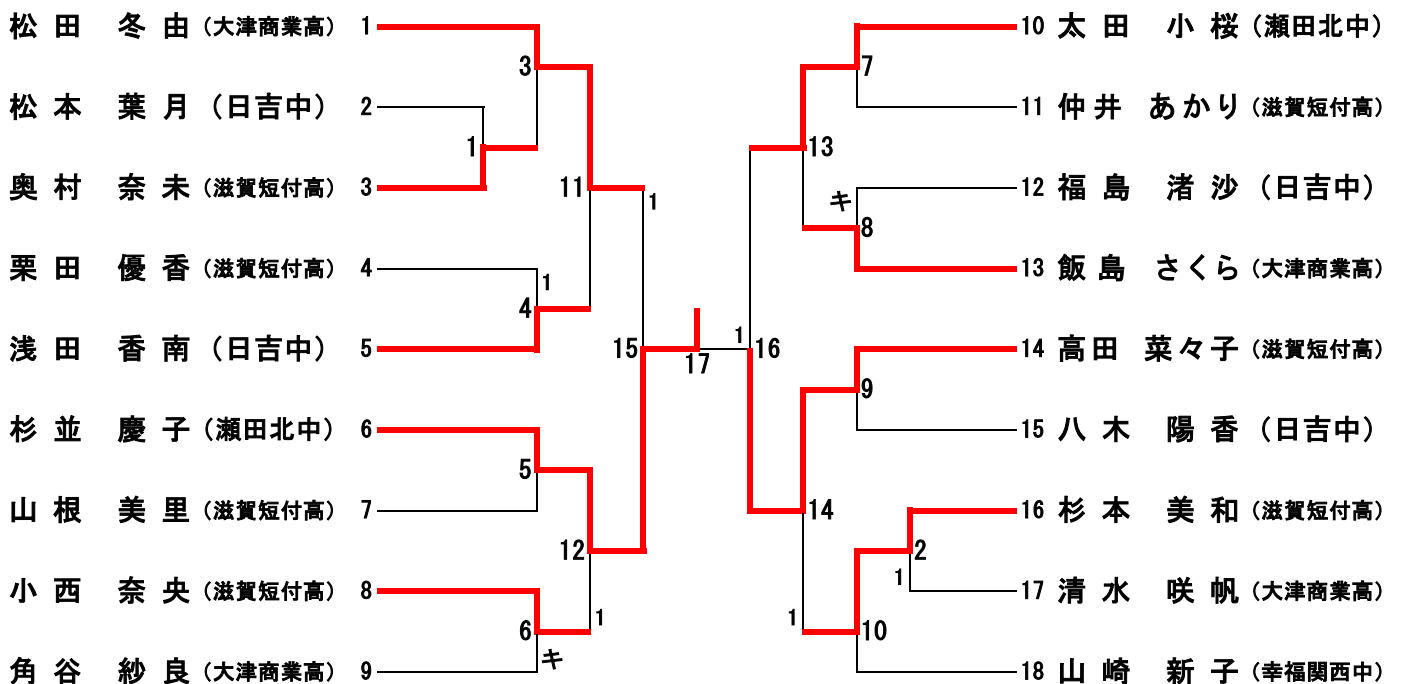 松田 冬由 (大津商業高) 1
3
松本 葉月 (日吉中) 2
1
奥村 奈未 (滋賀短付高) 3
11
1
栗田 優香 (滋賀短付高) 4
1
4
浅田 香南 (日吉中) 5
15
17
杉並 慶子 (瀬田北中) 6
5
山根 美里 (滋賀短付高) 7
12
小西 奈央 (滋賀短付高) 8
1
6
キ
角谷 紗良 (大津商業高) 9
10 太田 小桜 (瀬田北中)
7
11 仲井 あかり (滋賀短付高)
13
12 福島 渚沙 (日吉中)
キ
8
13 飯島 さくら (大津商業高)
1
16
14 高田 菜々子 (滋賀短付高)
9
15 八木 陽香 (日吉中)
14
16 杉本 美和 (滋賀短付高)
2
1
17 清水 咲帆 (大津商業高)
1
10
18 山崎 新子 (幸福関西中)